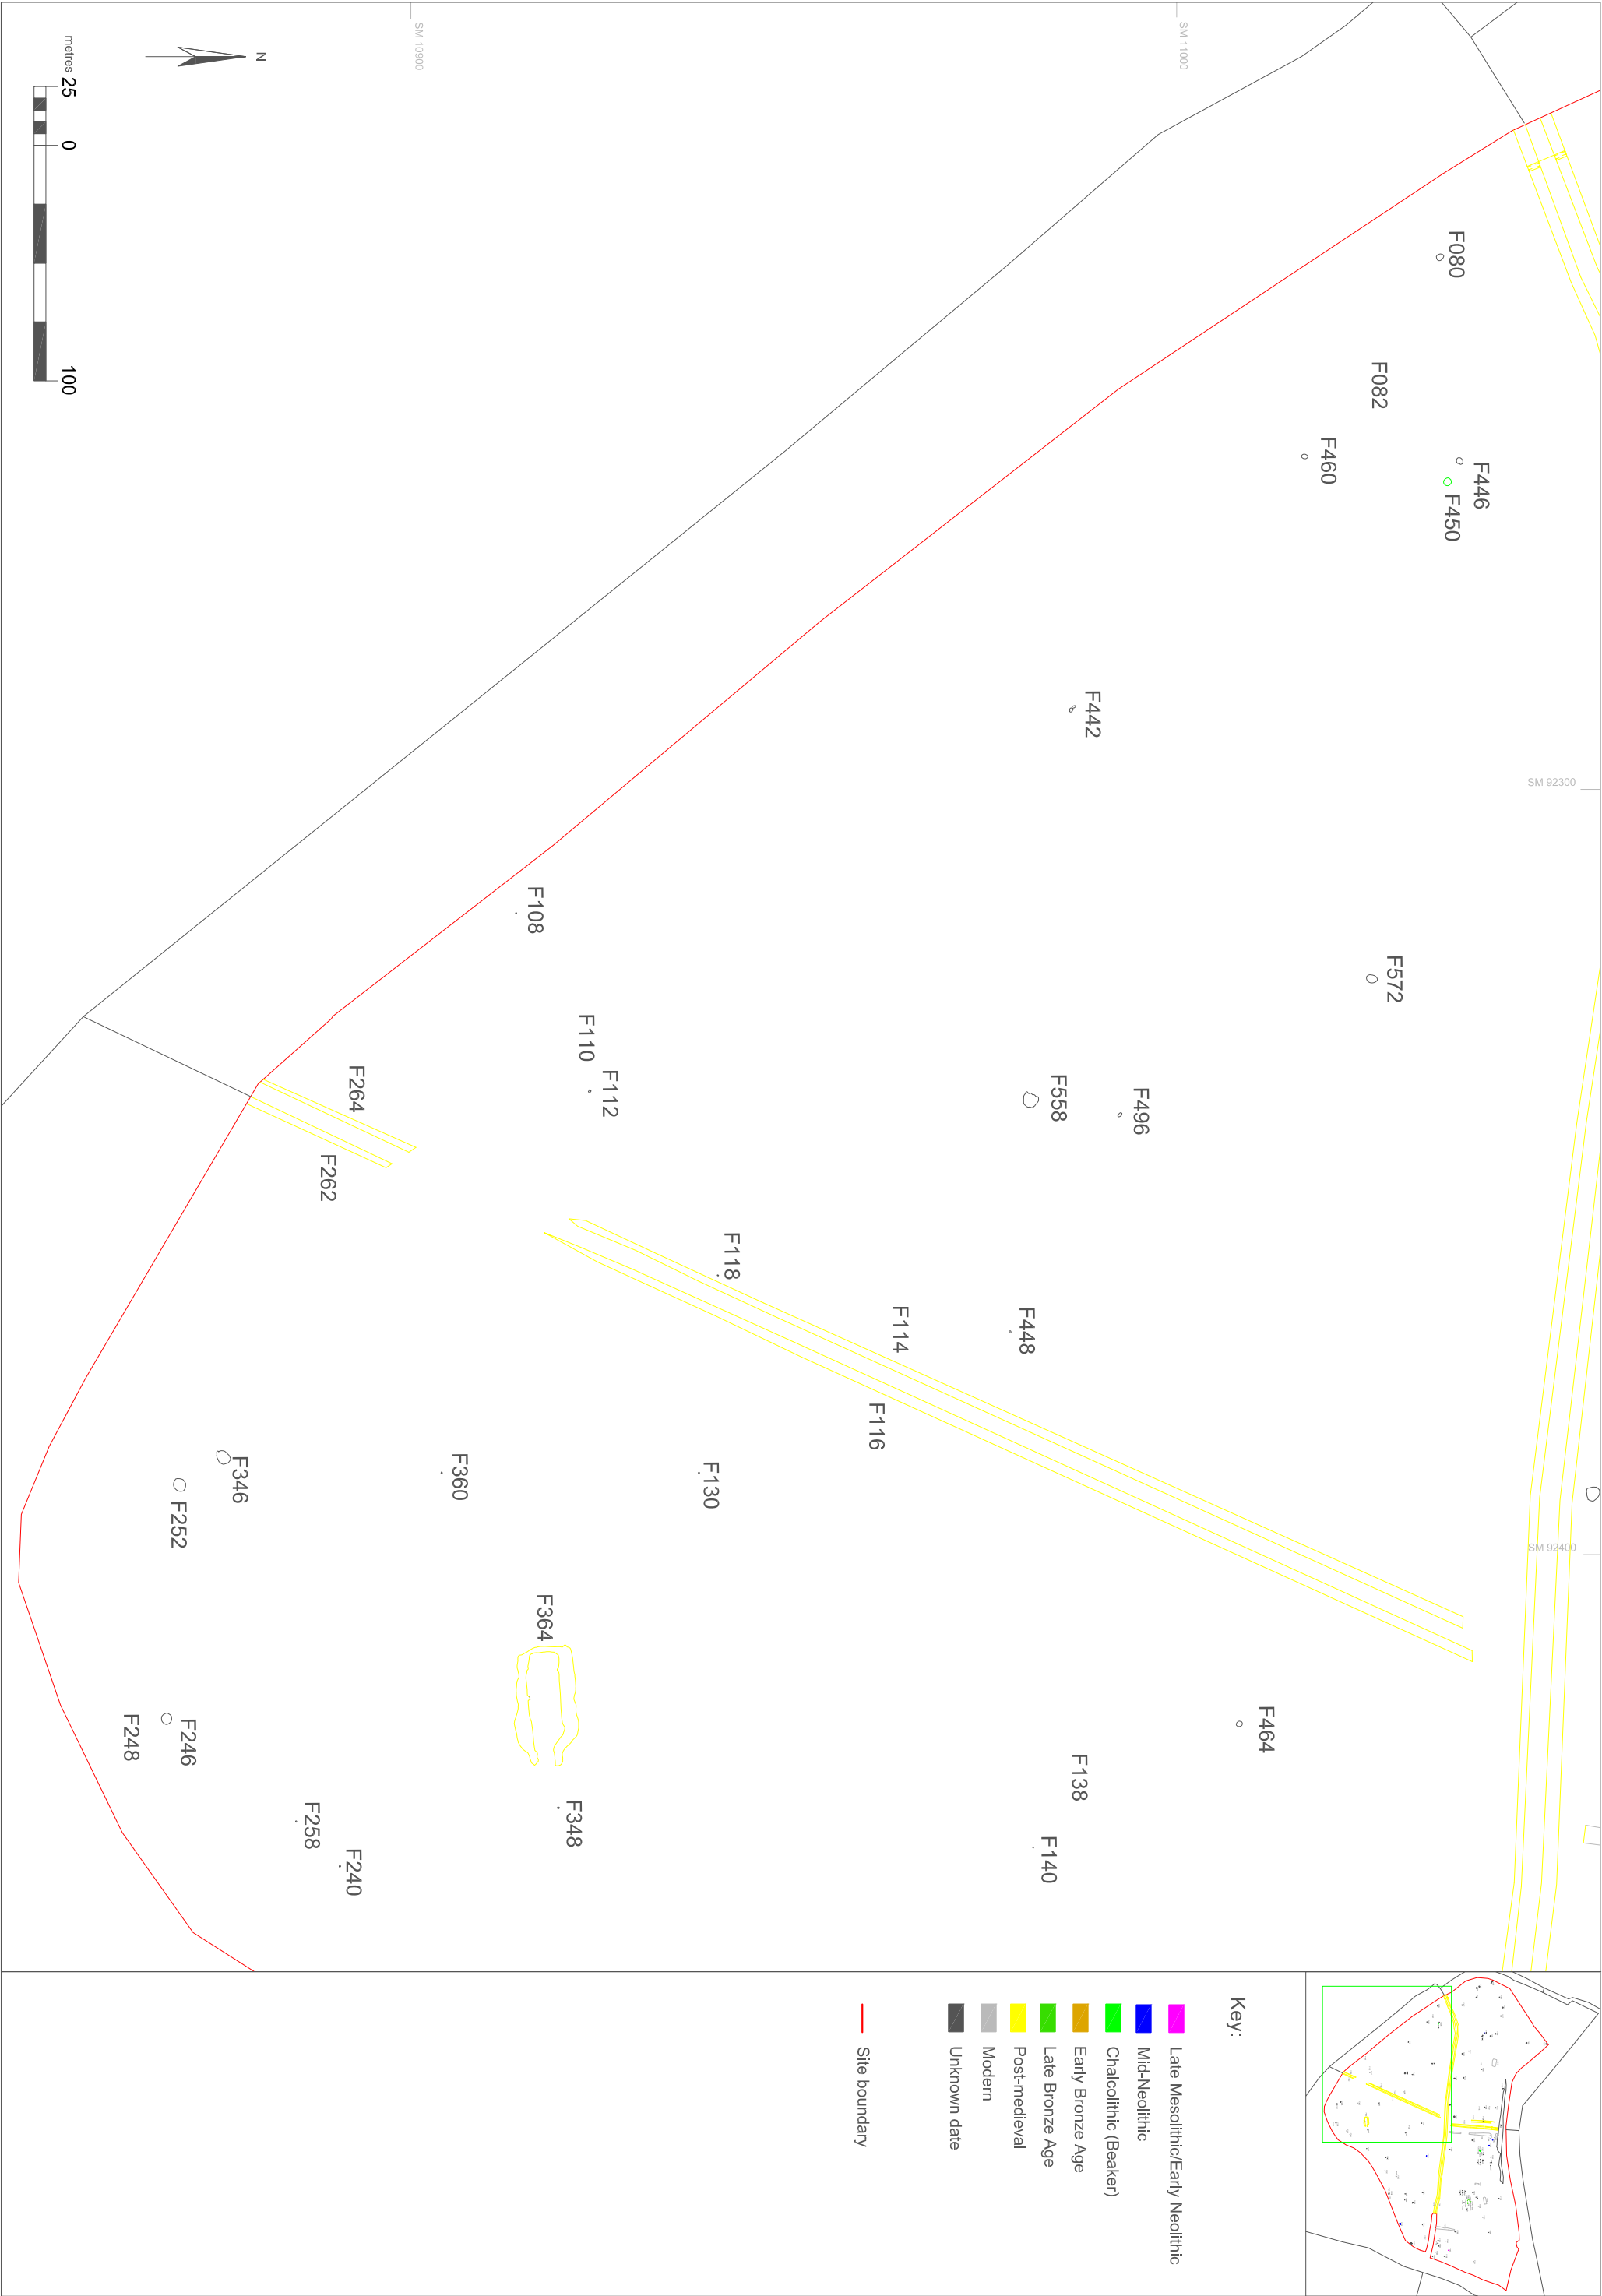 SM 10900
SM 11000
N
metres
25
0
100
F080
F082
F446
F450
F460
F442
SM 92300
F108
F572
F110
F112
F264
F262
F558
F496
F118
F114
F448
F116
F346
F252
F360
F130
SM 92400
F364
F464
F248
F246
F138
F258
F348
F140
F240
Key:
Late Mesolithic/Early Neolithic
Mid-Neolithic
Chalcolithic (Beaker)
Early Bronze Age
Late Bronze Age
Post-medieval
Modern
Unknown date
Site boundary